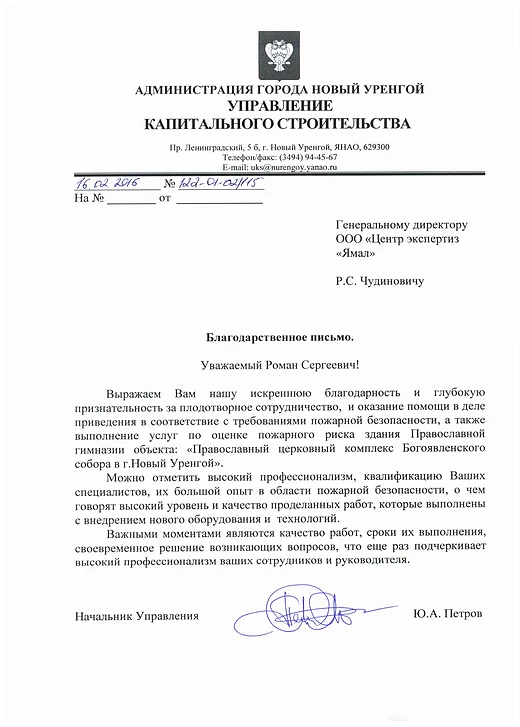 АДМИНИСТРАЦИЯ ГОРОДА НОВЫЙ УРЕНГОЙ
УПРАВЛЕНИЕ
КАПИТАЛЬНОГО СТРОИТЕЛЬСТВА
Пр. Ленинградский, 5 б, г. Новый Уренгой, ЯНАО, 629300
Телефон/факс: (3494) 94-45-67
E-mail: uks@nurengoy.yanao.ru
16 02 2016 № 122-01-02/115
На № от
Генеральному директору
ООО «Центр экспертиз
«Ямал»
Р.С. Чудиновичу
Благодарственное письмо.
Уважаемый Роман Сергеевич!
Выражаем Вам нашу искреннюю благодарность и глубокую
признательность за плодотворное сотрудничество, и оказание помощи в деле
приведения в соответствие с требованиями пожарной безопасности, а также
выполнение услуг по оценке пожарного риска здания Православной
гимназии объекта: «Православный церковный комплекс Богоявленского
собора в г.Новый Уренгой».
Можно отметить высокий профессионализм, квалификацию Ваших
специалистов, их большой опыт в области пожарной безопасности, о чем
говорят высокий уровень и качество проделанных работ, которые выполнены
с внедрением нового оборудования и технологий.
Важными моментами являются качество работ, сроки их выполнения,
своевременное решение возникающих вопросов, что еще раз подчеркивает
высокий профессионализм ваших сотрудников и руководителя.
Начальник Управления Ю.А. Петров